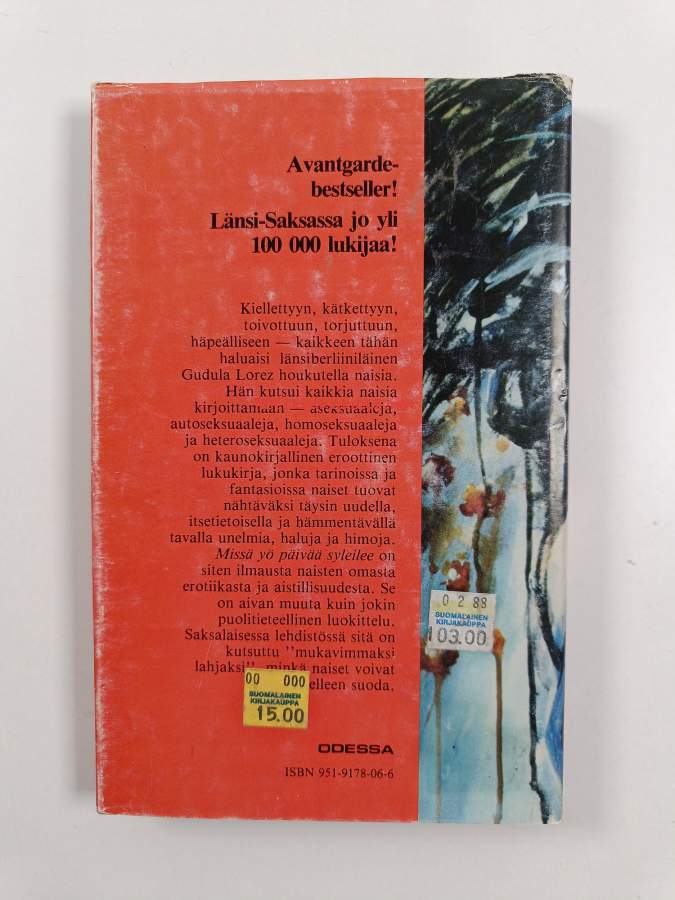 Avantgarde-
bestseller!
Länsi-Saksassa jo yli
100 000 lukijaa!
Kiellettyyn, kätkettyyn,
toivottuun, torjuttuun,
häpeälliseen — kaikkeen tähän
haluaisi länsiberliiniläinen
Gudula Lorez houkutella naisia.
Hän kutsui kaikkia naisia
kirjoittamaan — aseksuaaleja,
autoseksuaaleja, homoseksuaaleja
ja heteroseksuaaleja. Tuloksena
on kaunokirjallinen eroottinen
lukukirja, jonka tarinoissa ja
fantasioissa naiset tuovat
nähtäväksi täysin uudella,
itsetietoisella ja hämmentävällä
tavalla unelmia, haluja ja himoja.
Missä yö päivää syleilee on
siten ilmausta naisten omasta
erotiikasta ja aistillisuudesta. Se
on aivan muuta kuin jokin
puolitieteellinen luokittelu.
Saksalaisessa lehdistössä sitä on
kutsuttu "mukavimmaksi
lahjaksi", minkä naiset voivat
elleen suoda.
00 000
SUOMALAINEN
KIRJAKAUPPA
15.00
0 2 88
SUOMALAINEN
KIRJAKAUPPA
103.00
ODESSA
ISBN 951-9178-06-6